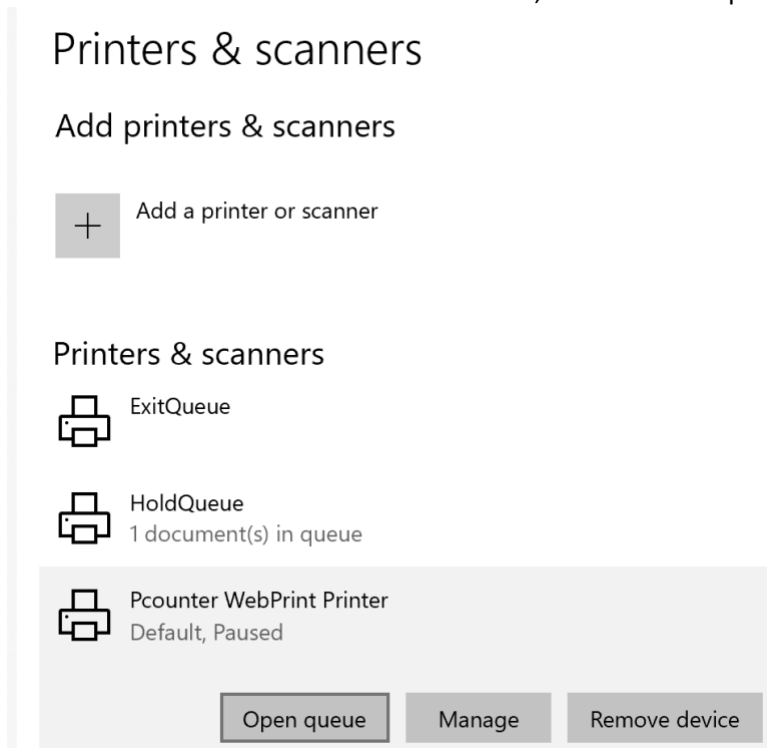 Printers & scanners
Add printers & scanners
Add a printer or scanner
Printers & scanners
ExitQueue
HoldQueue
1 document(s) in queue
Pcounter WebPrint Printer
Default, Paused
Open queue Manage Remove device